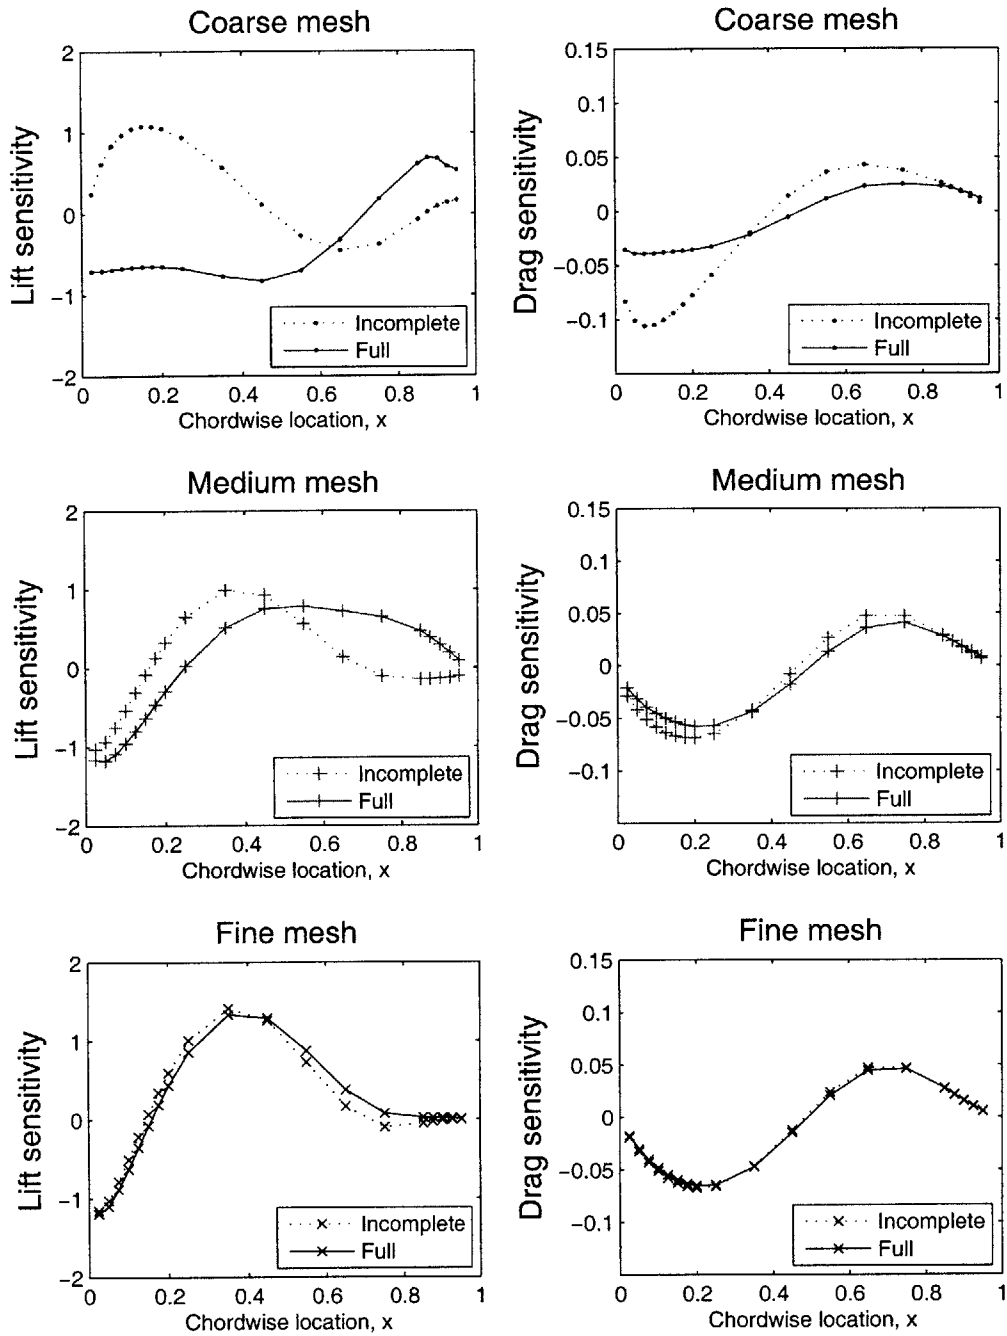 Coarse mesh
2
1
0
−1
−2
Lift sensitivity
Incomplete
Full
0
0.2
0.4
0.6
0.8
1
Chordwise location, x
Coarse mesh
0.15
0.1
0.05
0
−0.05
−0.1
Drag sensitivity
Incomplete
Full
0
0.2
0.4
0.6
0.8
1
Chordwise location, x
Medium mesh
2
1
0
−1
−2
Lift sensitivity
Incomplete
Full
0
0.2
0.4
0.6
0.8
1
Chordwise location, x
Medium mesh
0.15
0.1
0.05
0
−0.05
−0.1
Drag sensitivity
Incomplete
Full
0
0.2
0.4
0.6
0.8
1
Chordwise location, x
Fine mesh
2
1
0
−1
−2
Lift sensitivity
Incomplete
Full
0
0.2
0.4
0.6
0.8
1
Chordwise location, x
Fine mesh
0.15
0.1
0.05
0
−0.05
−0.1
Drag sensitivity
Incomplete
Full
0
0.2
0.4
0.6
0.8
1
Chordwise location, x